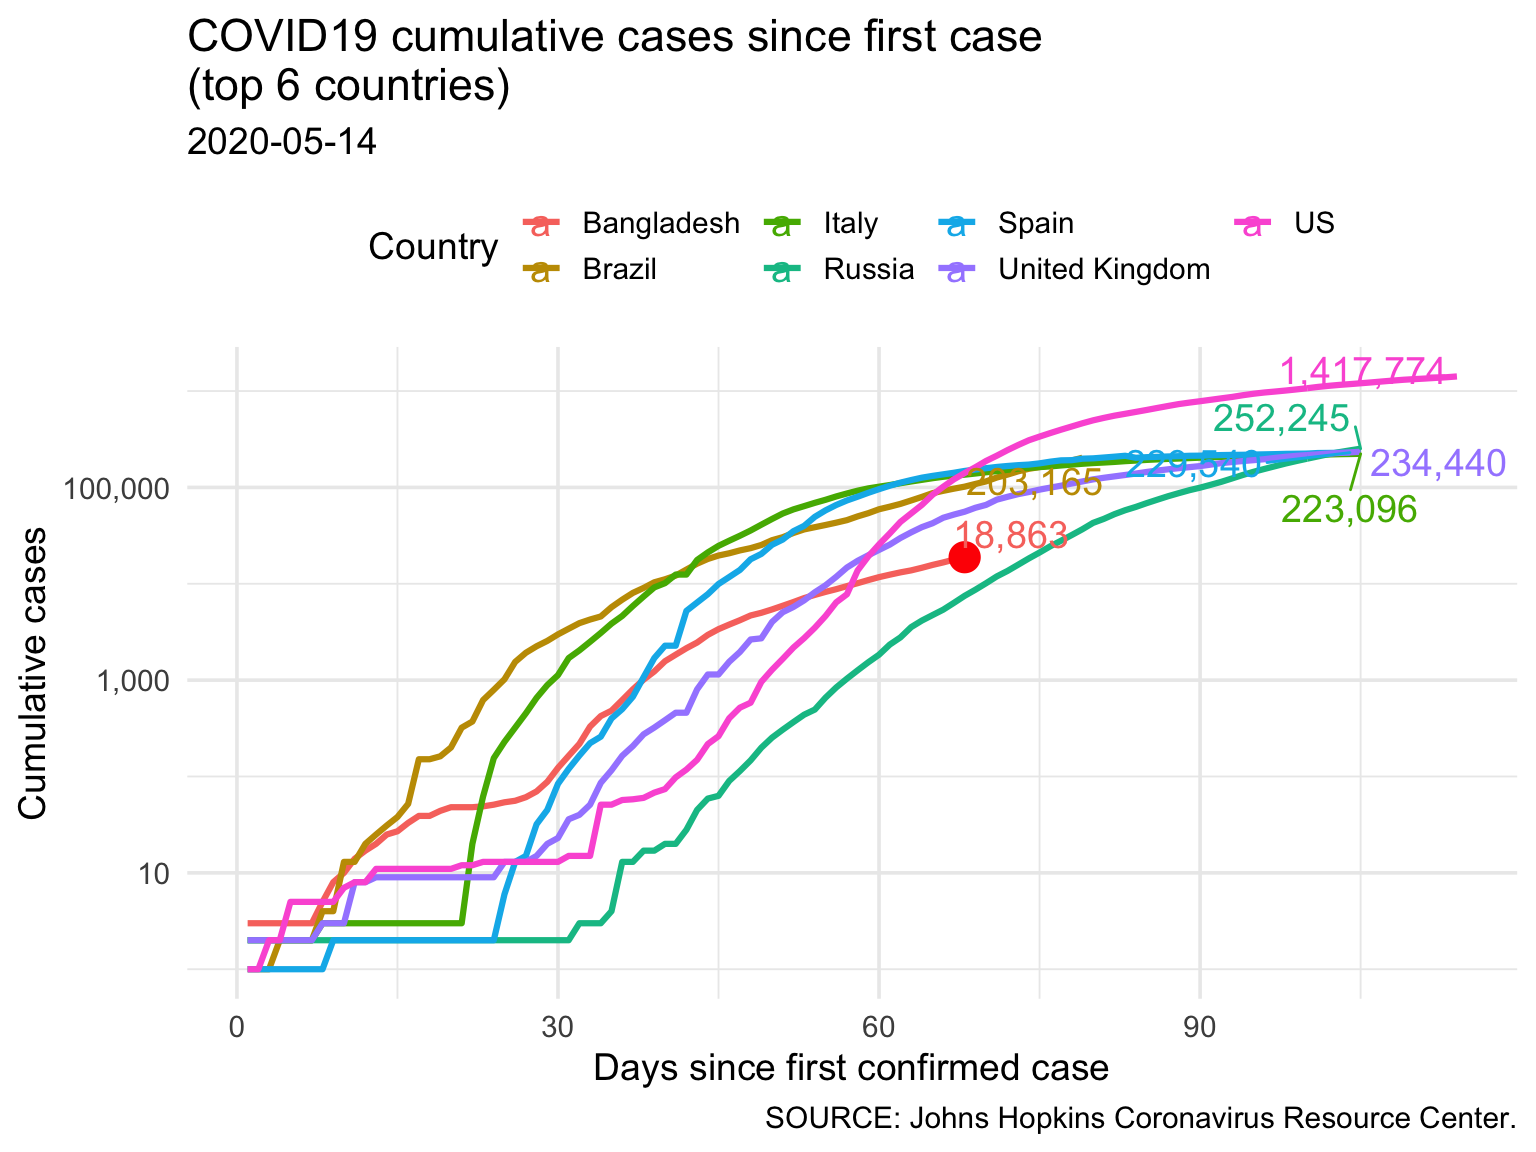 COVID19 cumulative cases since first case
(top 6 countries)
2020-05-14
Country
a Bangladesh a Italy a Spain a US
a Brazil a Russia a United Kingdom
1,417,774
252,245
234,440
203,165
223,096
18,863
100,000
1,000
10
Cumulative cases
0 30 60 90
Days since first confirmed case
SOURCE: Johns Hopkins Coronavirus Resource Center.